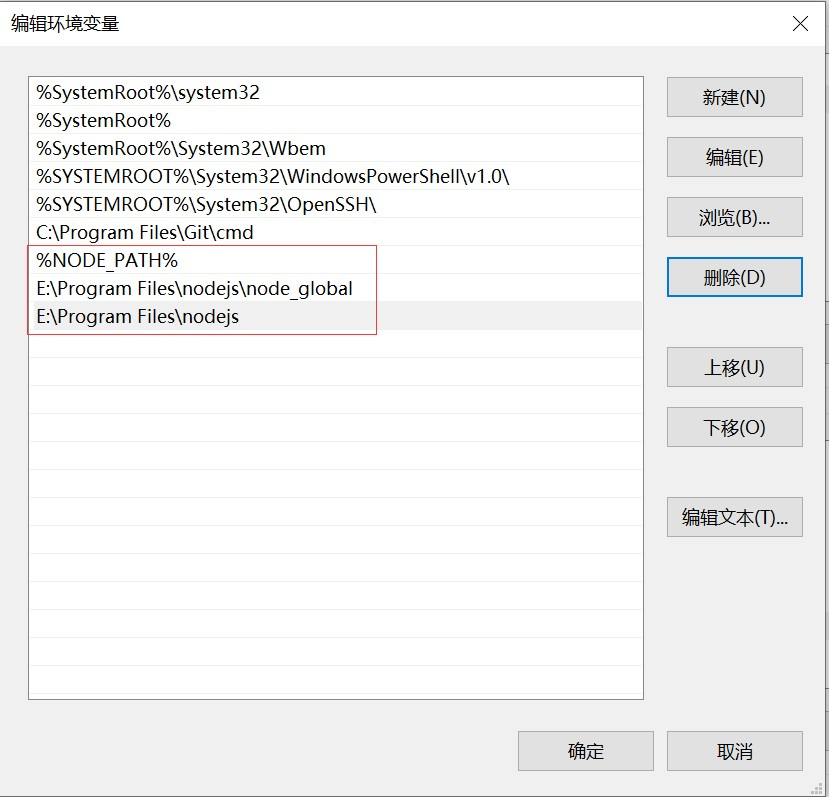 编辑环境变量
%SystemRoot%\system32
%SystemRoot%
%SystemRoot%\System32\Wbem
%SYSTEMROOT%\System32\WindowsPowerShell\v1.0\
%SYSTEMROOT%\System32\OpenSSH\
C:\Program Files\Git\cmd
%NODE_PATH%
E:\Program Files\nodejs\node_global
E:\Program Files\nodejs
新建(N)
编辑(E)
浏览(B)...
删除(D)
上移(U)
下移(O)
编辑文本(T)...
确定
取消